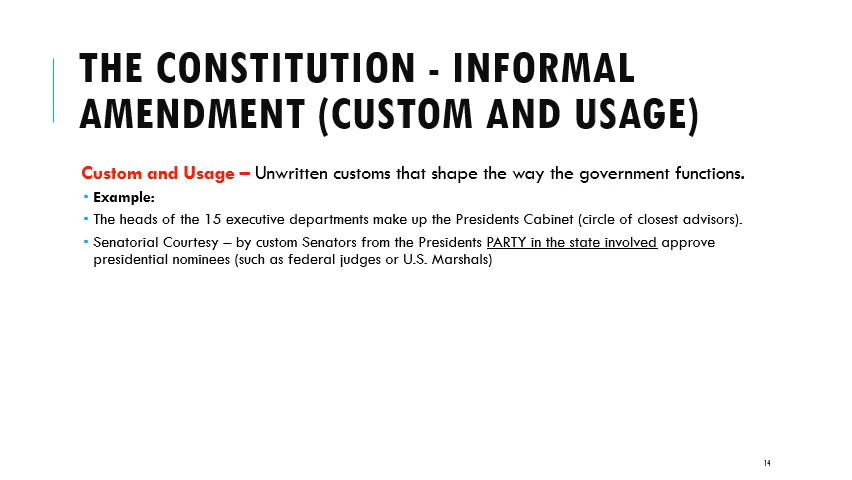 THE CONSTITUTION - INFORMAL
AMENDMENT (CUSTOM AND USAGE)
Custom and Usage – Unwritten customs that shape the way the government functions.
▪ Example:
▪ The heads of the 15 executive departments make up the Presidents Cabinet (circle of closest advisors).
▪ Senatorial Courtesy – by custom Senators from the Presidents PARTY in the state involved approve
presidential nominees (such as federal judges or U.S. Marshals)
14